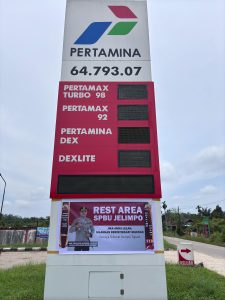 PERTAMINA
64.793.07
PERTAMAX
TURBO 98
PERTAMAX
92
PERTAMINA
DEX
DEXLITE
REST AREA
SPBU JELIMPO